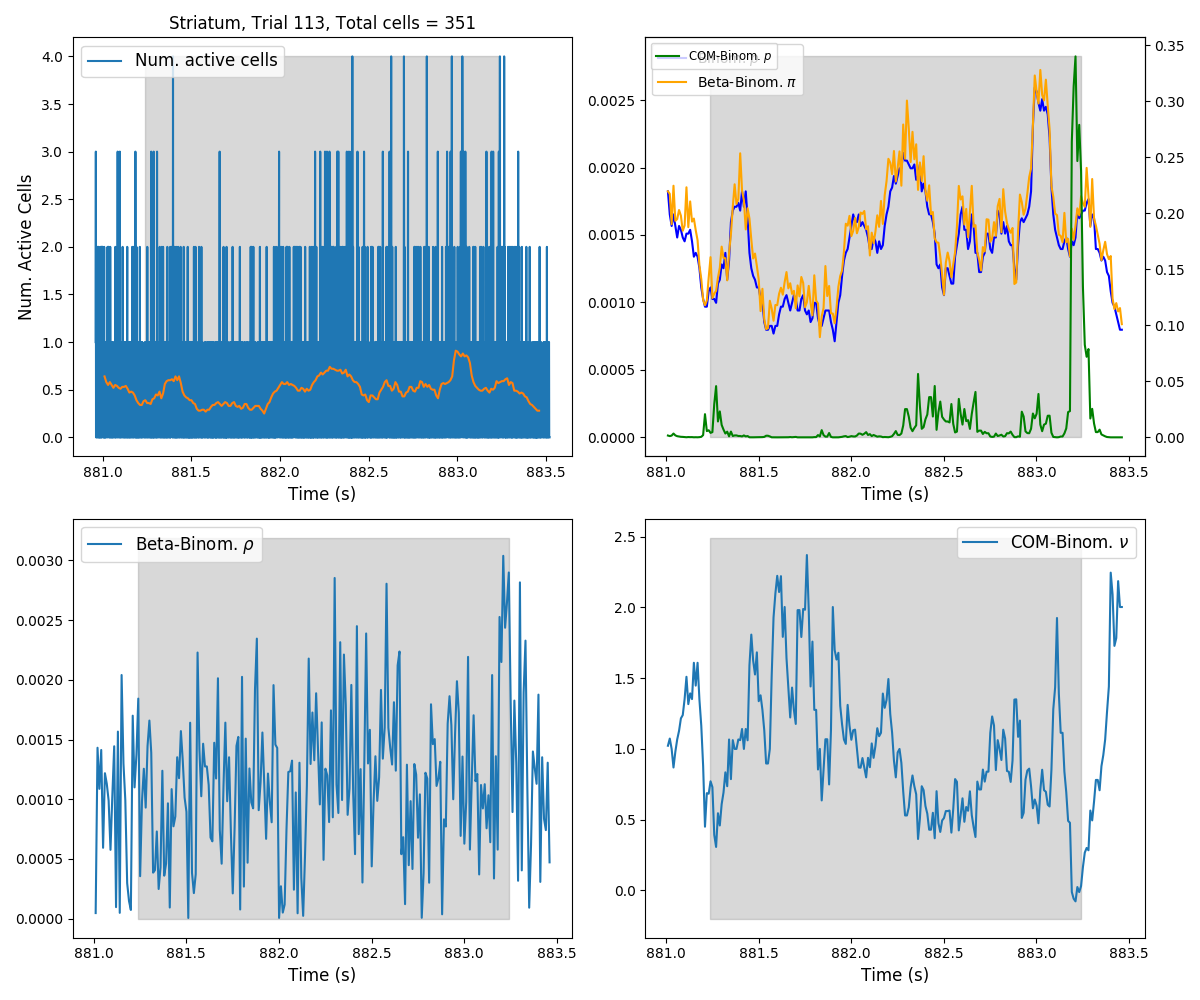 Striatum, Trial 113, Total cells = 351
Num. active cells
Num. Active Cells
4.0
3.5
3.0
2.5
2.0
1.5
1.0
0.5
0.0
881.0 881.5 882.0 882.5 883.0 883.5
Time (s)
COM-Binom. p
Beta-Binom. π
0.0025
0.0020
0.0015
0.0010
0.0005
0.0000
0.35
0.30
0.25
0.20
0.15
0.10
0.05
0.00
881.0 881.5 882.0 882.5 883.0 883.5
Time (s)
Beta-Binom. ρ
0.0030
0.0025
0.0020
0.0015
0.0010
0.0005
0.0000
881.0 881.5 882.0 882.5 883.0 883.5
Time (s)
COM-Binom. ν
2.5
2.0
1.5
1.0
0.5
0.0
881.0 881.5 882.0 882.5 883.0 883.5
Time (s)